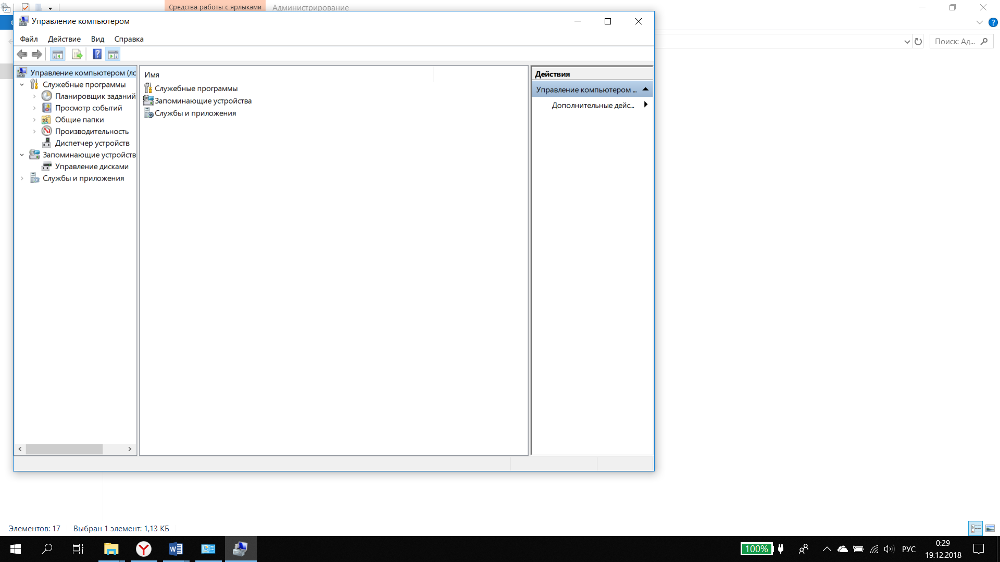 Средства работы с ярлыками
Администрирование
Управление компьютером
Файл Действие Вид Справка
Поиск: Ад...
Управление компьютером (лс
Служебные программы
Планировщик заданий
Просмотр событий
Общие папки
Производительность
Диспетчер устройств
Запоминающие устройств
Управление дисками
Службы и приложения
Имя
Служебные программы
Запоминающие устройства
Службы и приложения
Действия
Управление компьютером ...
Дополнительные дейс...
Элементов: 17 Выбран 1 элемент: 1,13 КБ
100%
РУС
0:29
19.12.2018